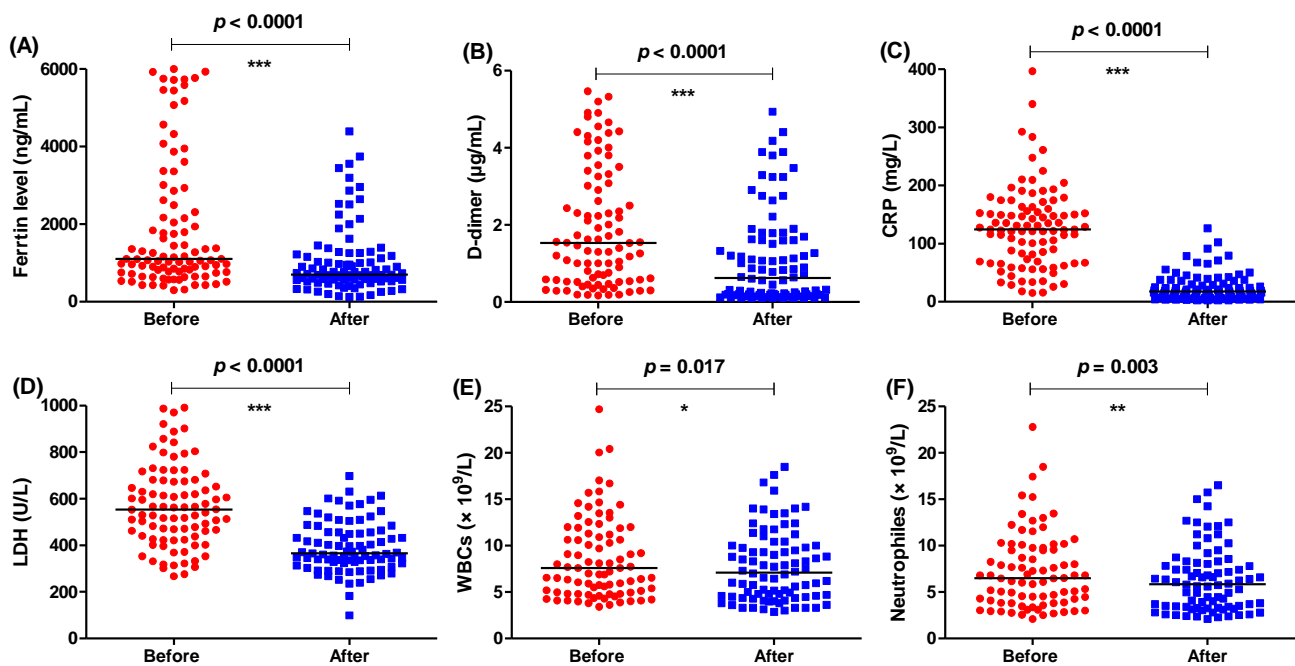 (A)
p < 0.0001
***
Ferrtin level (ng/mL)
6000
4000
2000
0
Before
After
(B)
p < 0.0001
***
D-dimer (µg/mL)
6
4
2
0
Before
After
(C)
p < 0.0001
***
CRP (mg/L)
400
300
200
100
0
Before
After
(D)
p < 0.0001
***
LDH (U/L)
1000
800
600
400
200
0
Before
After
(E)
p = 0.017
*
WBCs (× 10⁹/L)
25
20
15
10
5
0
Before
After
(F)
p = 0.003
**
Neutrophiles (× 10⁹/L)
25
20
15
10
5
0
Before
After